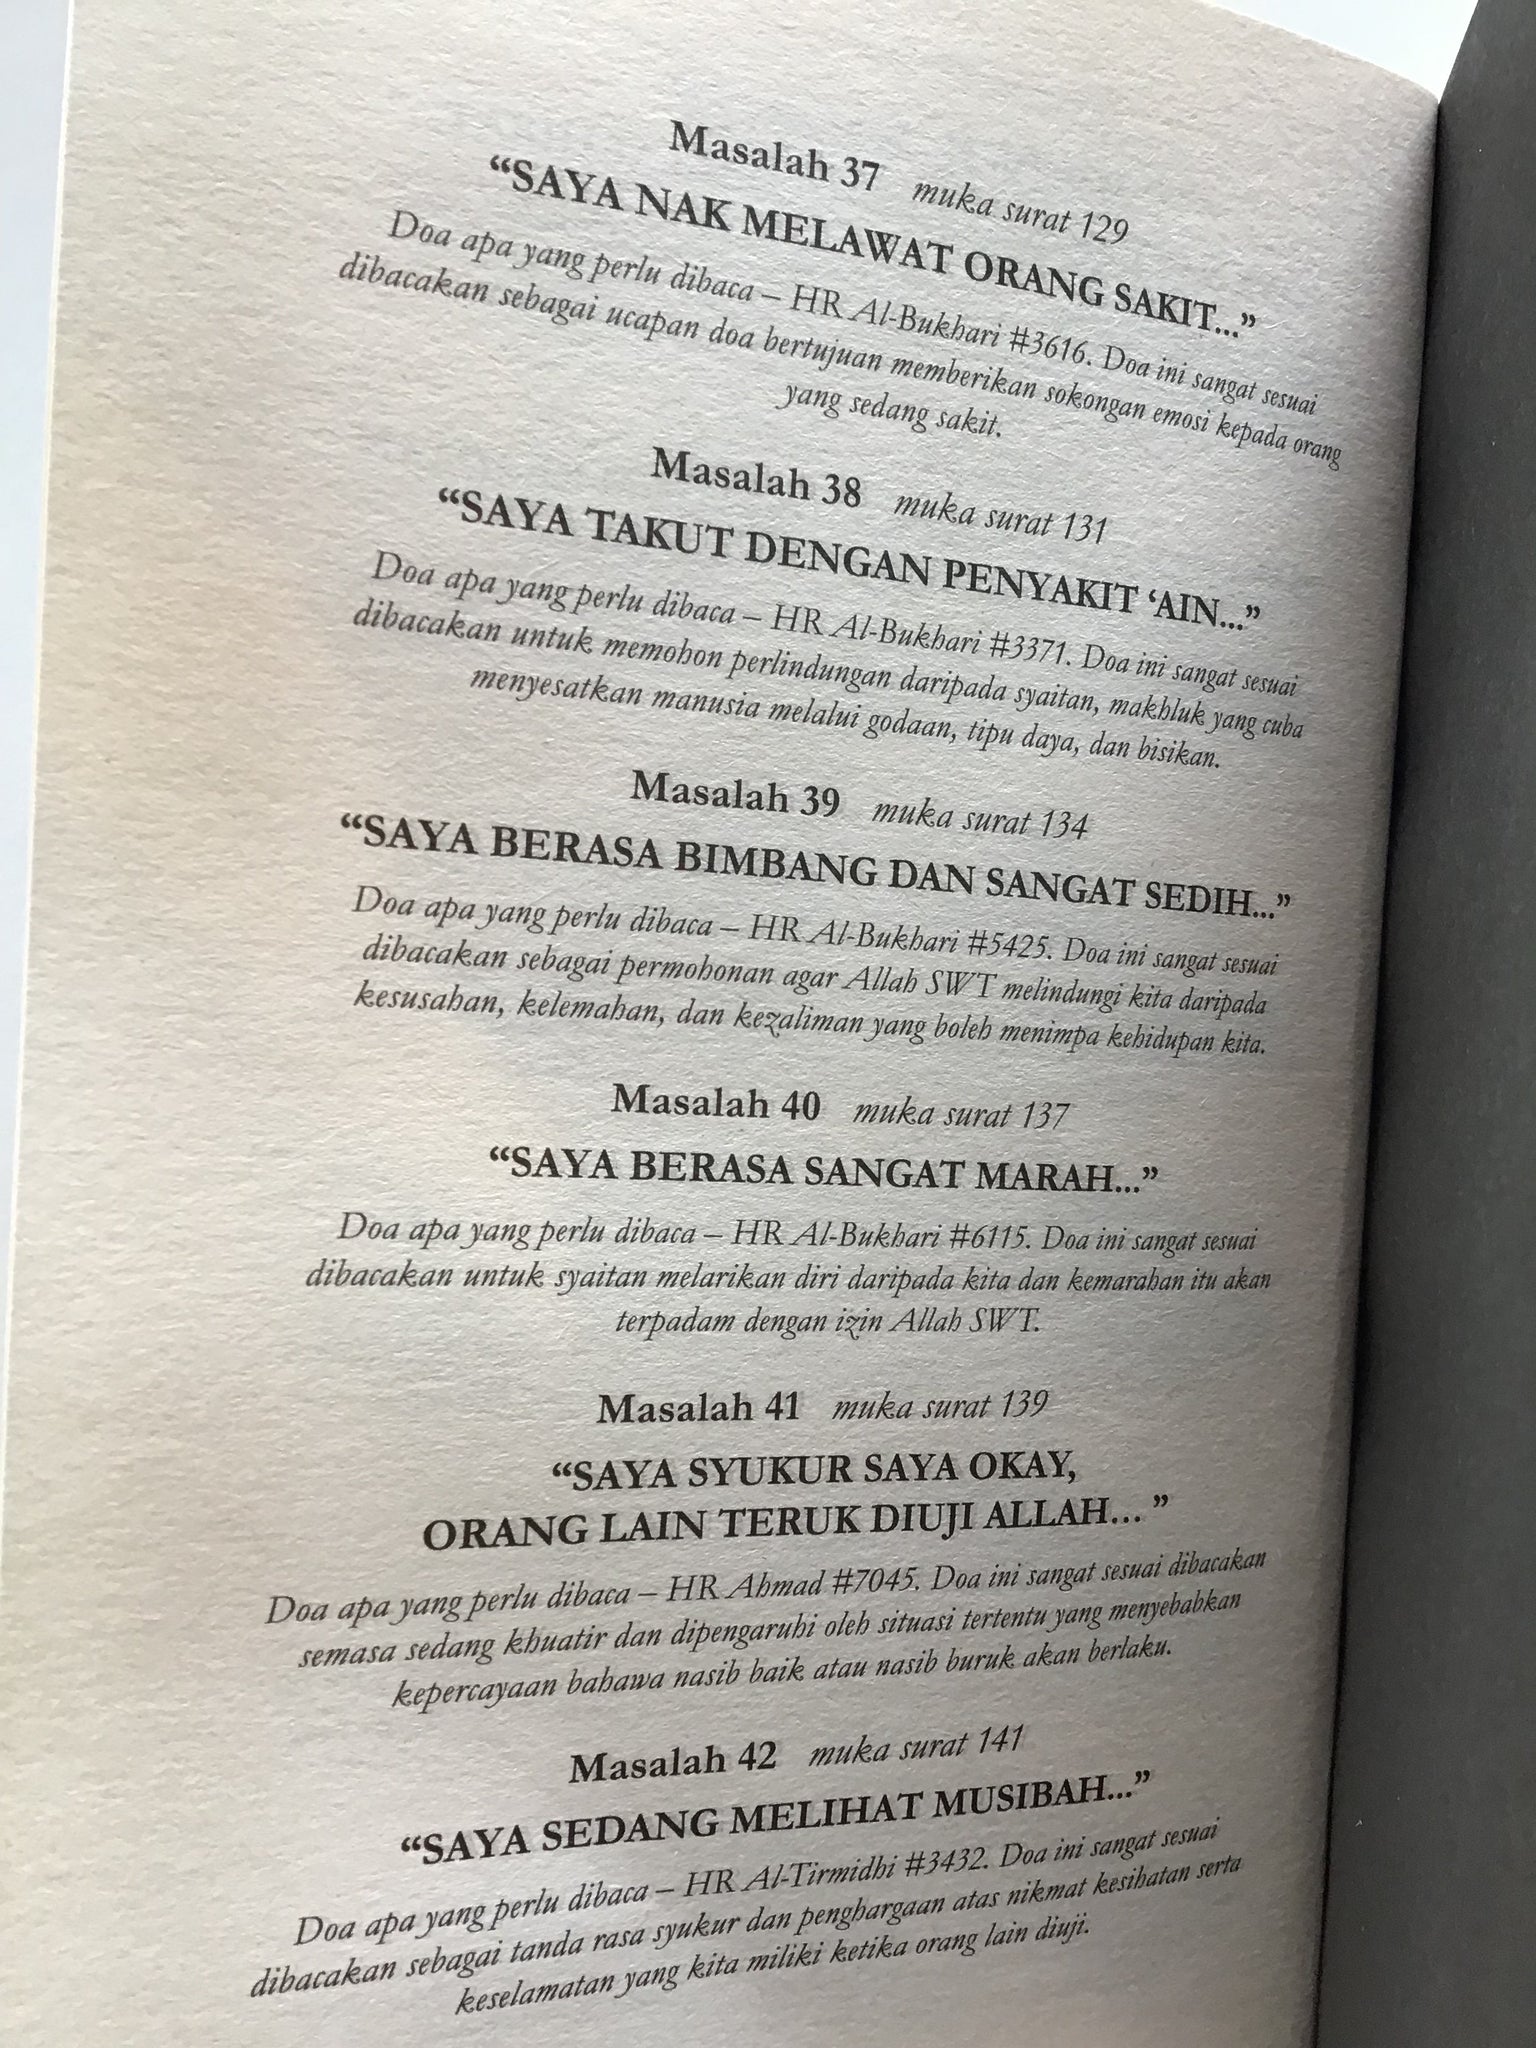 Masalah 37 muka surat 129
“SAYA NAK MELAWAT ORANG SAKIT...”
Doa apa yang perlu dibaca – HR Al-Bukhari #3616. Doa ini sangat sesuai
dibacakan sebagai ucapan doa bertujuan memberikan sokongan emosi kepada orang
yang sedang sakit.
Masalah 38 muka surat 131
“SAYA TAKUT DENGAN PENYAKIT ‘AIN...”
Doa apa yang perlu dibaca – HR Al-Bukhari #3371. Doa ini sangat sesuai
dibacakan untuk memohon perlindungan daripada syaitan, makhluk yang cuba
menyesatkan manusia melalui godaan, tipu daya, dan bisikan.
Masalah 39 muka surat 134
“SAYA BERASA BIMBANG DAN SANGAT SEDIH...”
Doa apa yang perlu dibaca – HR Al-Bukhari #5425. Doa ini sangat sesuai
dibacakan sebagai permohonan agar Allah SWT melindungi kita daripada
kesusahan, kelemahan, dan kezaliman yang boleh menimpa kehidupan kita.
Masalah 40 muka surat 137
“SAYA BERASA SANGAT MARAH...”
Doa apa yang perlu dibaca – HR Al-Bukhari #6115. Doa ini sangat sesuai
dibacakan untuk syaitan melarikan diri daripada kita dan kemarahan itu akan
terpadam dengan izin Allah SWT.
Masalah 41 muka surat 139
“SAYA SYUKUR SAYA OKAY,
ORANG LAIN TERUK DIUJI ALLAH... ”
Doa apa yang perlu dibaca – HR Ahmad #7045. Doa ini sangat sesuai dibacakan
semasa sedang khuatir dan dipengaruhi oleh situasi tertentu yang menyebabkan
kepercayaan bahawa nasib baik atau nasib buruk akan berlaku.
Masalah 42 muka surat 141
“SAYA SEDANG MELIHAT MUSIBAH...”
Doa apa yang perlu dibaca – HR Al-Tirmidhi #3432. Doa ini sangat sesuai
dibacakan sebagai tanda rasa syukur dan penghargaan atas nikmat kesihatan serta
keselamatan yang kita miliki ketika orang lain diuji.